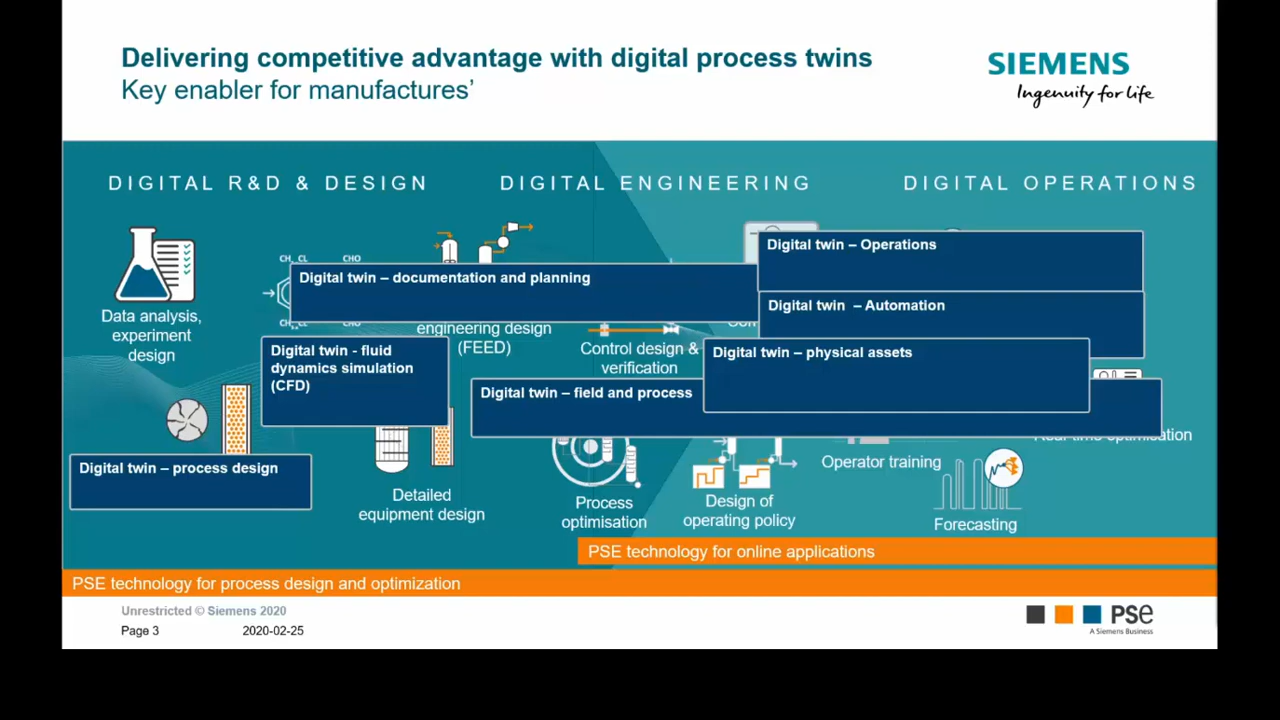 Delivering competitive advantage with digital process twins
Key enabler for manufactures’
SIEMENS
Ingenuity for life
DIGITAL R&D & DESIGN
DIGITAL ENGINEERING
DIGITAL OPERATIONS
Data analysis,
experiment
design
CHO
CHO
Digital twin – documentation and planning
Digital twin – Operations
Digital twin – Automation
engineering design
(FEED)
Control design &
verification
Digital twin - fluid
dynamics simulation
(CFD)
Digital twin – physical assets
Digital twin – field and process
Digital twin – process design
Detailed
equipment design
Process
optimisation
Design of
operating policy
Operator training
Forecasting
PSE technology for online applications
PSE technology for process design and optimization
Unrestricted © Siemens 2020
Page 3
2020-02-25
PSE
A Siemens Business